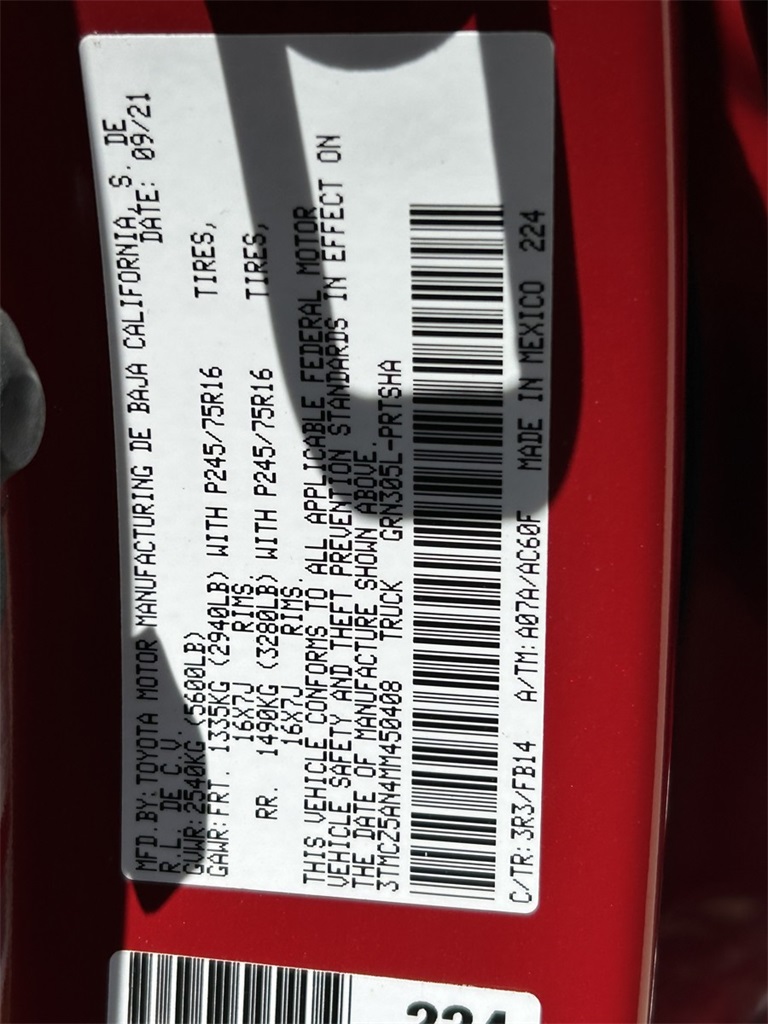 MFD.BY: TOYOTA MOTOR MANUFACTURING DE BAJA CALIFORNIA, S. DE
R.L. DE C.V. DATE: 09/21
GVWR: 2540KG (5600LB)
GAWR: FRT. 1335KG (2940LB) WITH P245/75R16 TIRES,
16X7J RIMS.
RR. 1490KG (3280LB) WITH P245/75R16 TIRES,
16X7J RIMS.
THIS VEHICLE CONFORMS TO ALL APPLICABLE FEDERAL MOTOR
VEHICLE SAFETY AND THEFT PREVENTION STANDARDS IN EFFECT ON
THE DATE OF MANUFACTURE SHOWN ABOVE.
3TMCZ5AN4MM450408 TRUCK GRN305L-PRTSHA
C/TR: 3R3/FB14 A/TM: A07A/AC60F MADE IN MEXICO 224
224